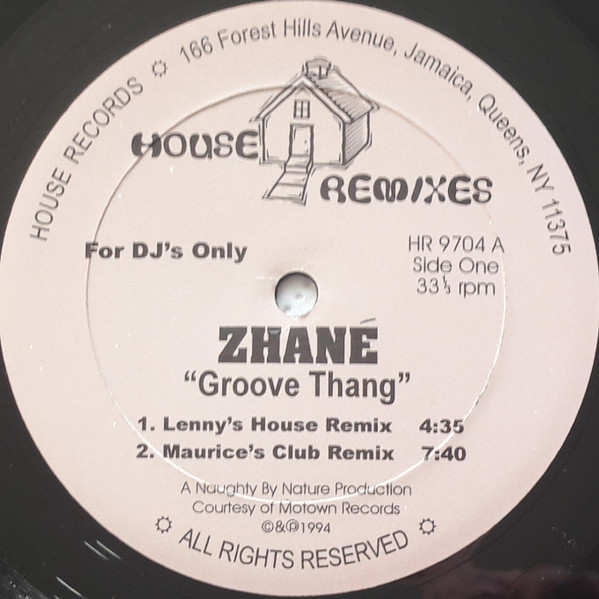 HOUSE RECORDS ☼ 166 Forest Hills Avenue, Jamaica, Queens, NY 11375
HOUSE
REMIXES
For DJ's Only
HR 9704 A
Side One
33⅓ rpm
ZHANÉ
“Groove Thang”
1. Lenny's House Remix 4:35
2. Maurice's Club Remix 7:40
A Naughty By Nature Production
Courtesy of Motown Records
©&℗1994
☼ ALL RIGHTS RESERVED ☼